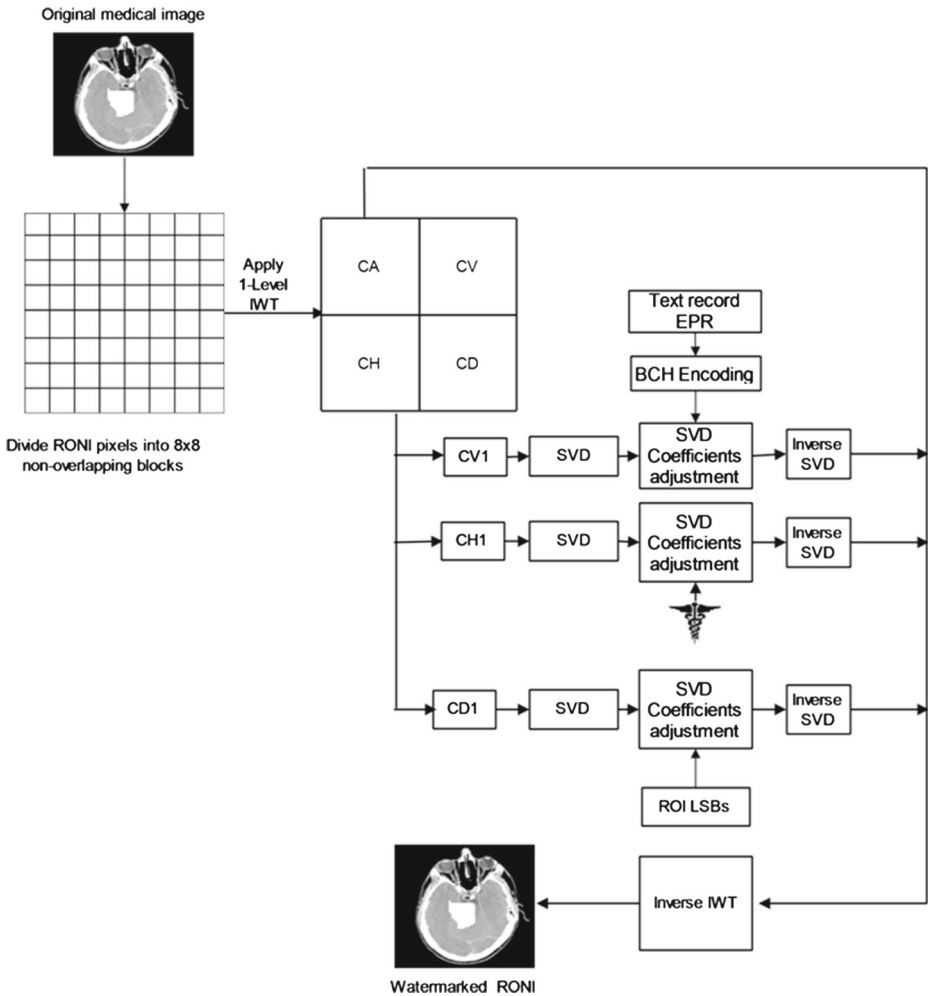 Original medical image
Divide RONI pixels into 8x8
non-overlapping blocks
Apply
1-Level
IWT
CA
CV
CH
CD
Text record
EPR
BCH Encoding
CV1
SVD
SVD
Coefficients
adjustment
Inverse
SVD
CH1
SVD
SVD
Coefficients
adjustment
Inverse
SVD
CD1
SVD
SVD
Coefficients
adjustment
Inverse
SVD
ROI LSBs
Inverse IWT
Watermarked RONI